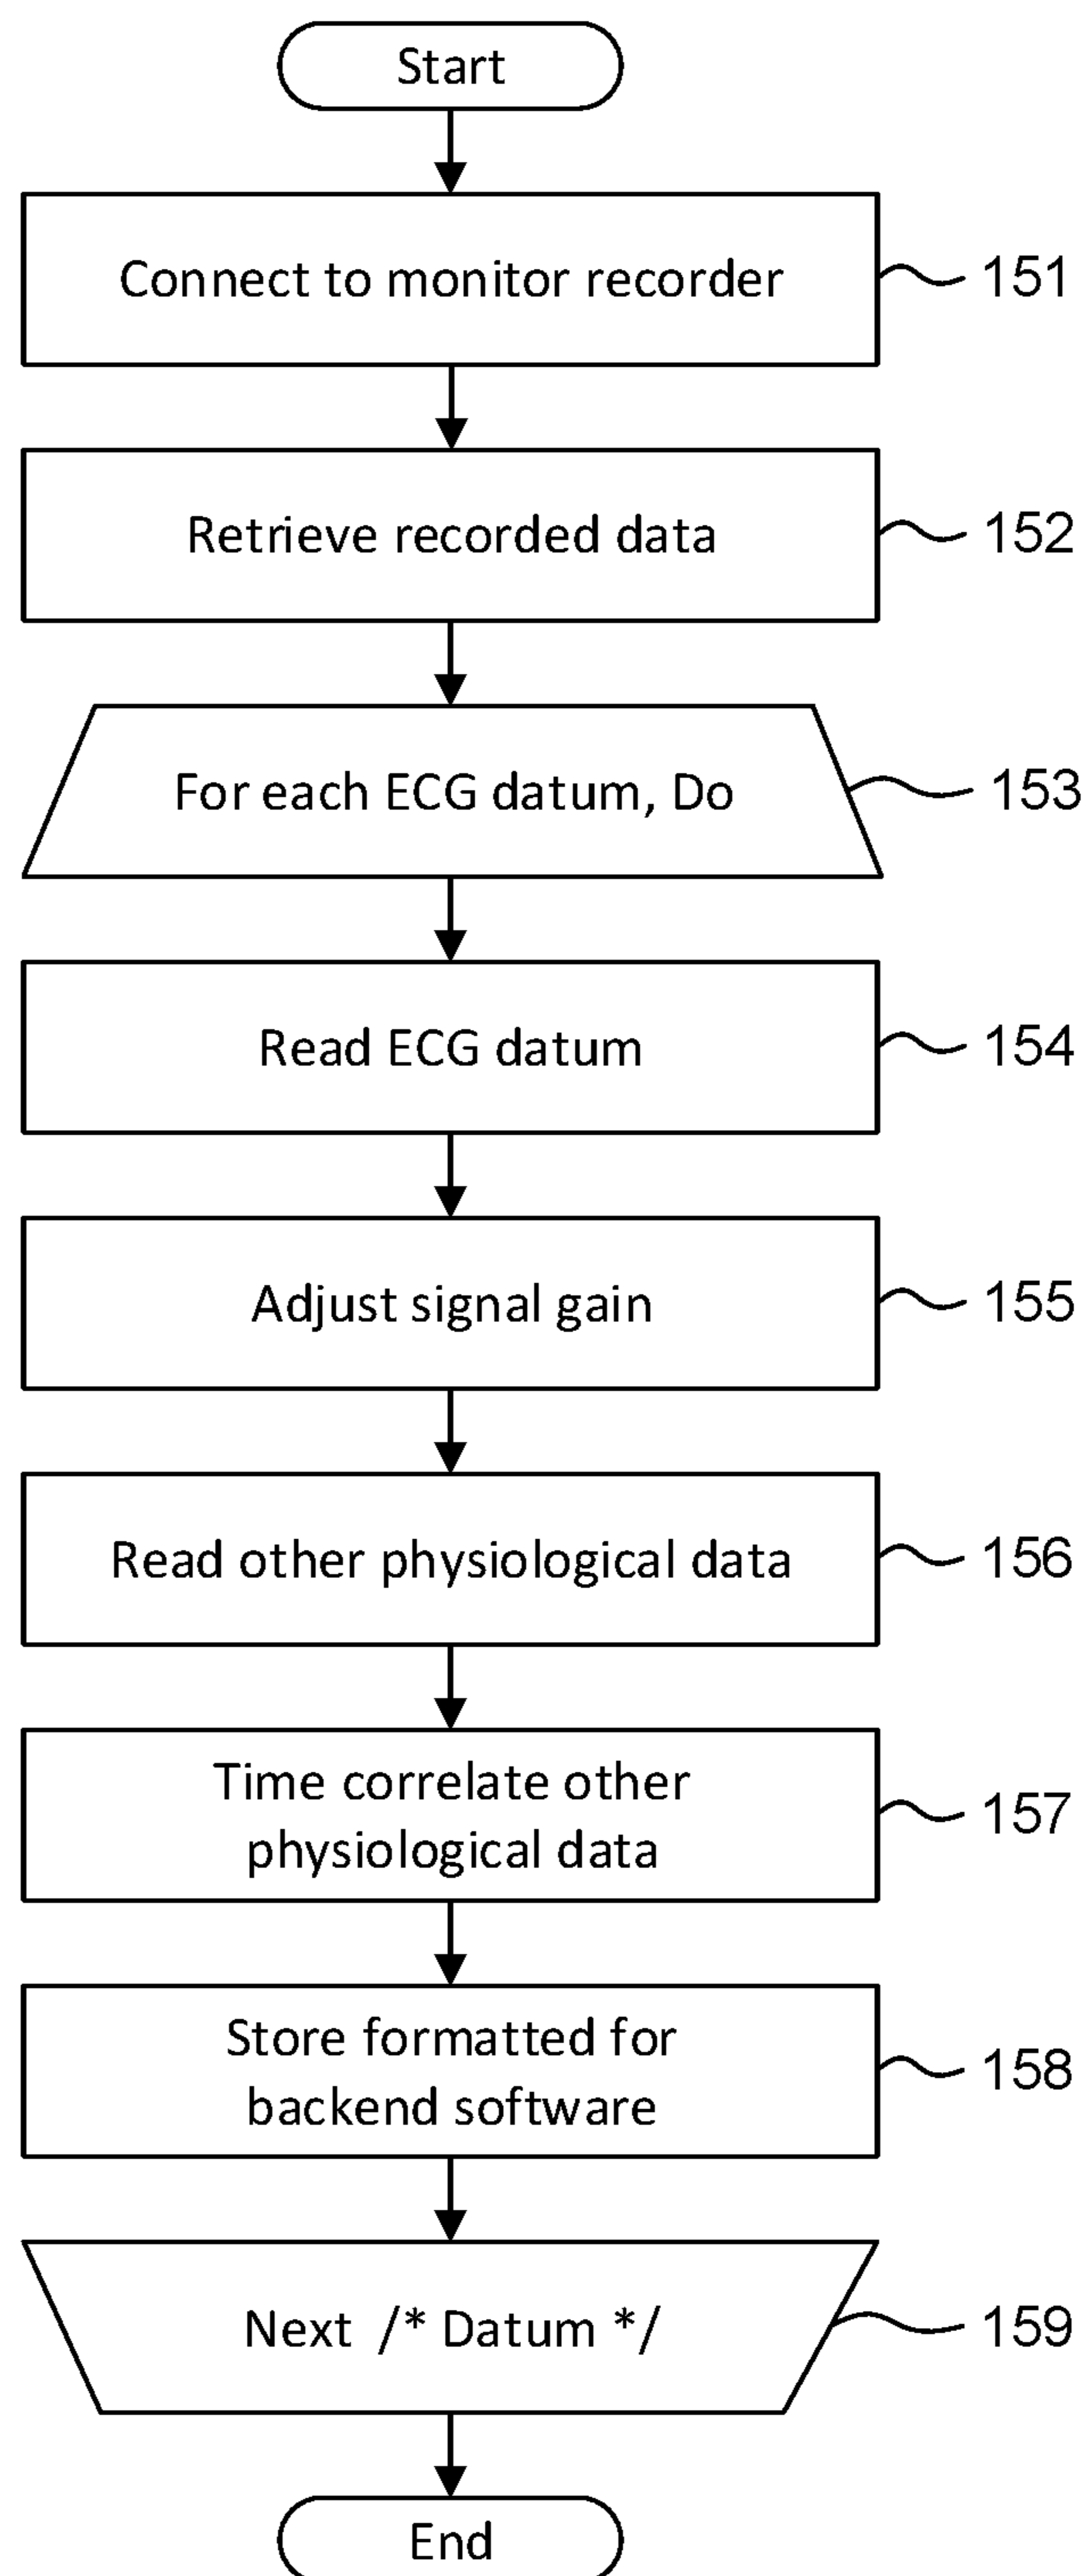 Start
Connect to monitor recorder
151
Retrieve recorded data
152
For each ECG datum, Do
153
Read ECG datum
154
Adjust signal gain
155
Read other physiological data
156
Time correlate other
physiological data
157
Store formatted for
backend software
158
Next /* Datum */
159
End